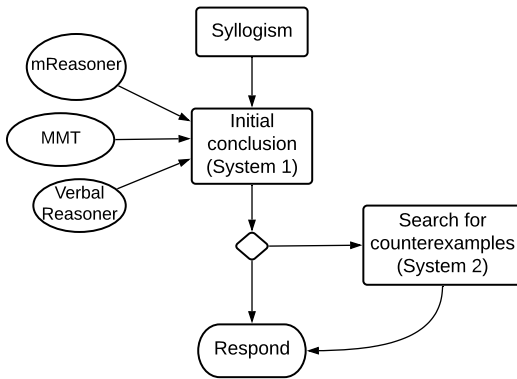 Syllogism
mReasoner
MMT
Verbal
Reasoner
Initial
conclusion
(System 1)
Search for
counterexamples
(System 2)
Respond